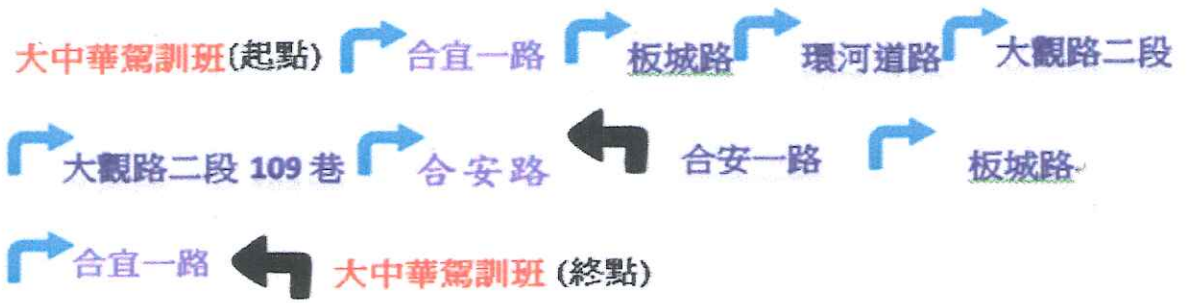 大中華駕訓班(起點) 合宜一路 板城路 環河道路 大觀路二段
大觀路二段 109 巷 合安路 合安一路 板城路
合宜一路 大中華駕訓班 (終點)